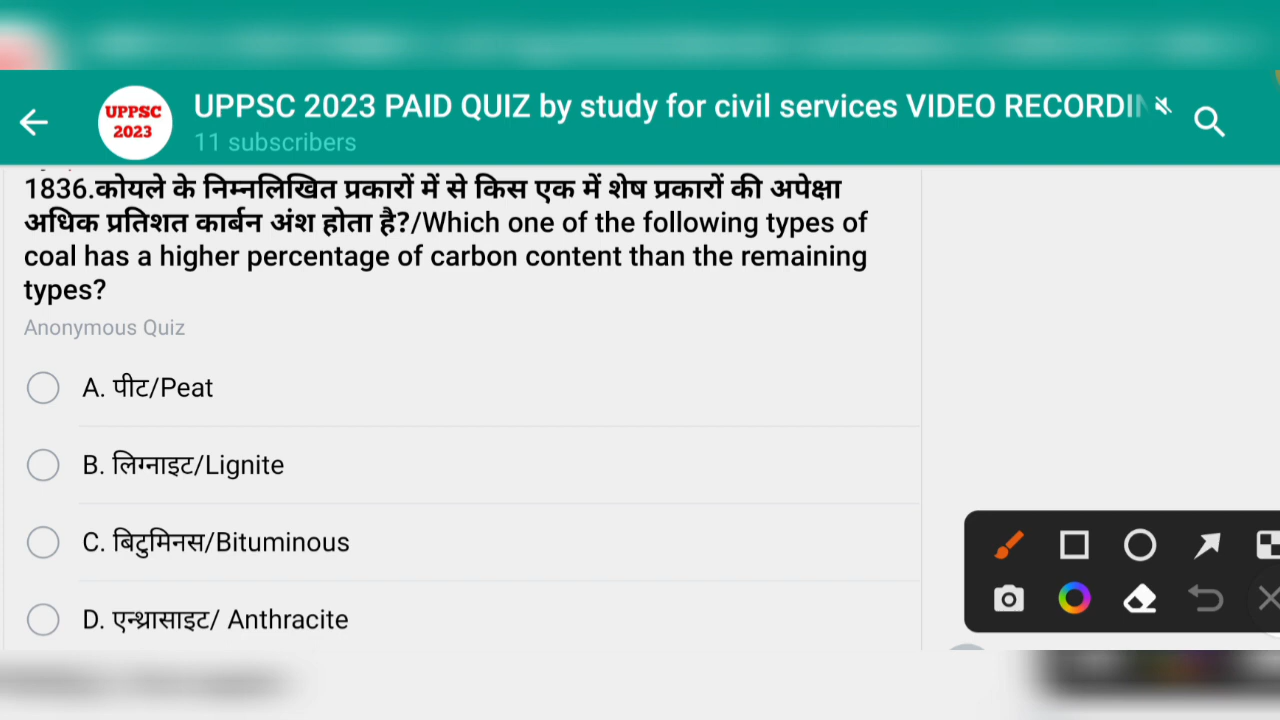 UPPSC
2023
UPPSC 2023 PAID QUIZ by study for civil services VIDEO
11 subscribers
1836.कोयले के निम्नलिखित प्रकारों में से किस एक में शेष प्रकारों की अपेक्षा
अधिक प्रतिशत कार्बन अंश होता है?/Which one of the following types of
coal has a higher percentage of carbon content than the remaining
types?
Anonymous Quiz
A. पीट/Peat
B. लिग्नाइट/Lignite
C. बिटुमिनस/Bituminous
D. एन्थ्रासाइट/ Anthracite